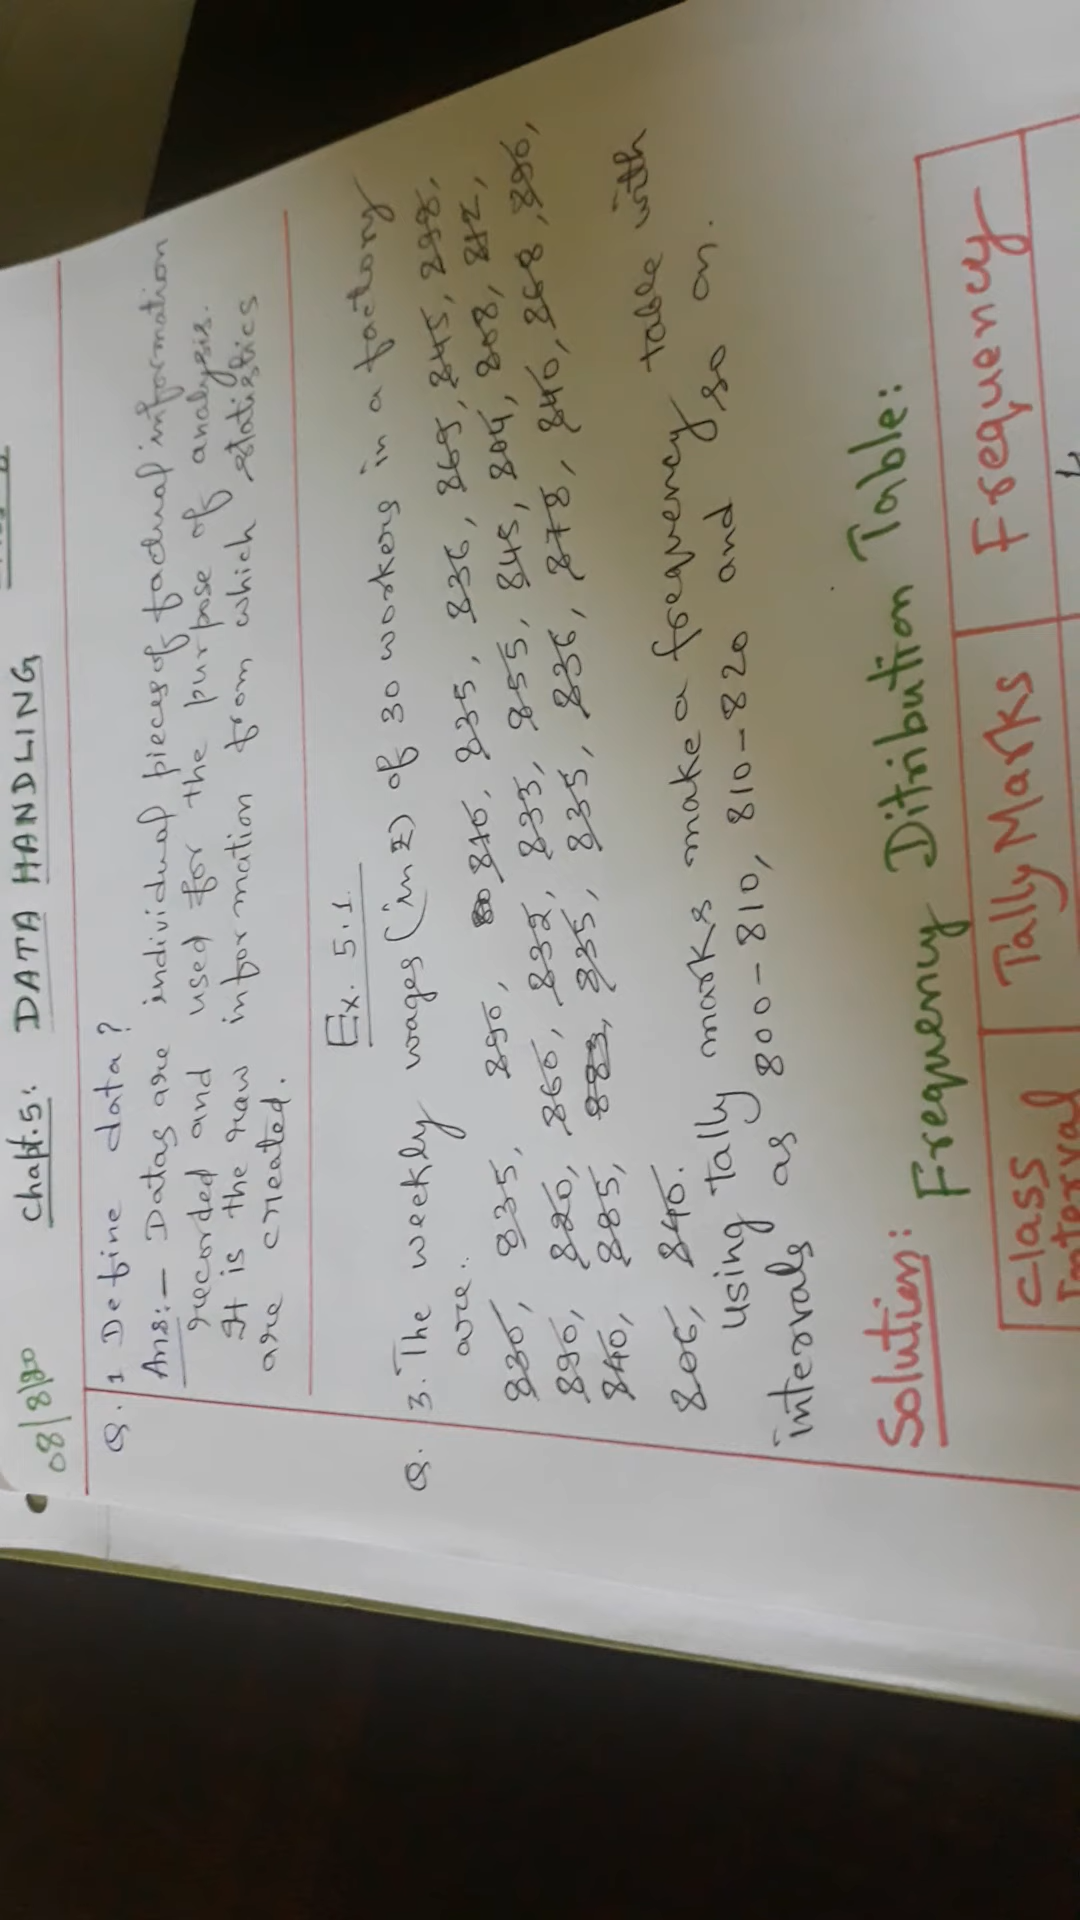 08/8/20
Chapt.5: DATA HANDLING
Q.1 Define data?
Ans:- Datas are individual pieces of factual information
recorded and used for the purpose of analysis.
It is the raw information from which statistics
are created.
Ex. 5.1
Q. 3. The weekly wages (in ₹) of 30 workers in a factory
are.
830, 835, 890, 810, 835, 836, 869, 845, 898,
890, 820, 860, 832, 833, 855, 845, 804, 808, 812,
840, 885, 835, 835, 836, 878, 840, 868, 890,
806, 840.
Using tally marks make a frequency table with
intervals as 800-810, 810-820 and so on.
Solution:
Frequency Ditribution Table:
Class Interval
Tally Marks
Frequency